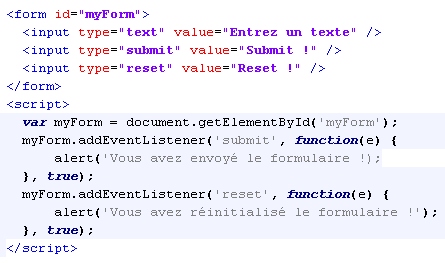 <form id="myForm">
<input type="text" value="Entrez un texte" />
<input type="submit" value="Submit !" />
<input type="reset" value="Reset !" />
</form>
<script>
var myForm = document.getElementById('myForm');
myForm.addEventListener('submit', function(e) {
alert('Vous avez envoyé le formulaire !);
}, true);
myForm.addEventListener('reset', function(e) {
alert('Vous avez réinitialisé le formulaire !');
}, true);
</script>